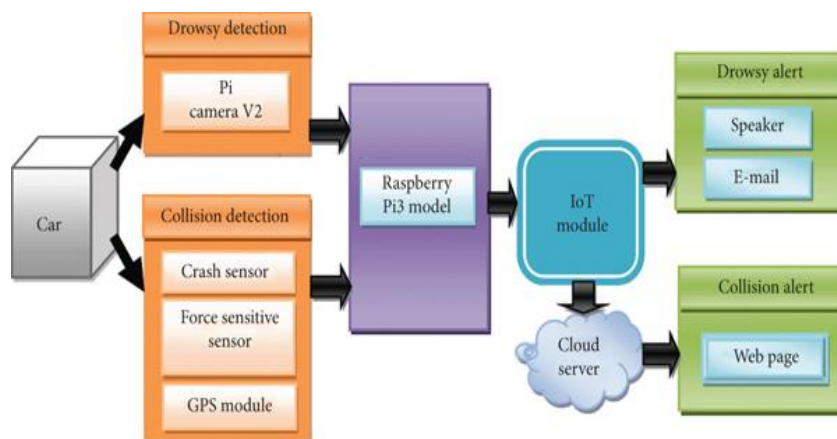 Drowsy detection
Pi
camera V2
Car
Collision detection
Crash sensor
Force sensitive
sensor
GPS module
Raspberry
Pi3 model
IoT
module
Cloud
server
Drowsy alert
Speaker
E-mail
Collision alert
Web page